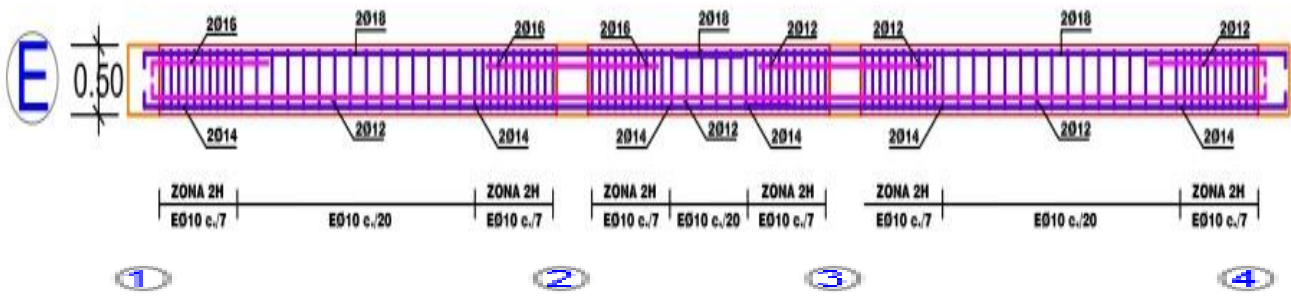 2Ø16 2Ø18 2Ø16 2Ø16 2Ø18 2Ø12 2Ø12 2Ø18 2Ø12
E 0.50
2Ø14 2Ø12 2Ø14 2Ø14 2Ø12 2Ø14 2Ø14 2Ø12 2Ø14
ZONA 2H ZONA 2H ZONA 2H ZONA 2H ZONA 2H ZONA 2H
EØ10 c./7 EØ10 c./20 EØ10 c./7 EØ10 c./7 EØ10 c./20 EØ10 c./7 EØ10 c./7 EØ10 c./20 EØ10 c./7
1 2 3 4